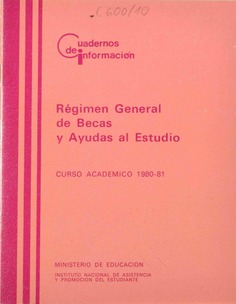 C 600/10
Cuadernos
de información
Régimen General
de Becas
y Ayudas al Estudio
CURSO ACADEMICO 1980-81
MINISTERIO DE EDUCACIÓN
INSTITUTO NACIONAL DE ASISTENCIA
Y PROMOCION DEL ESTUDIANTE